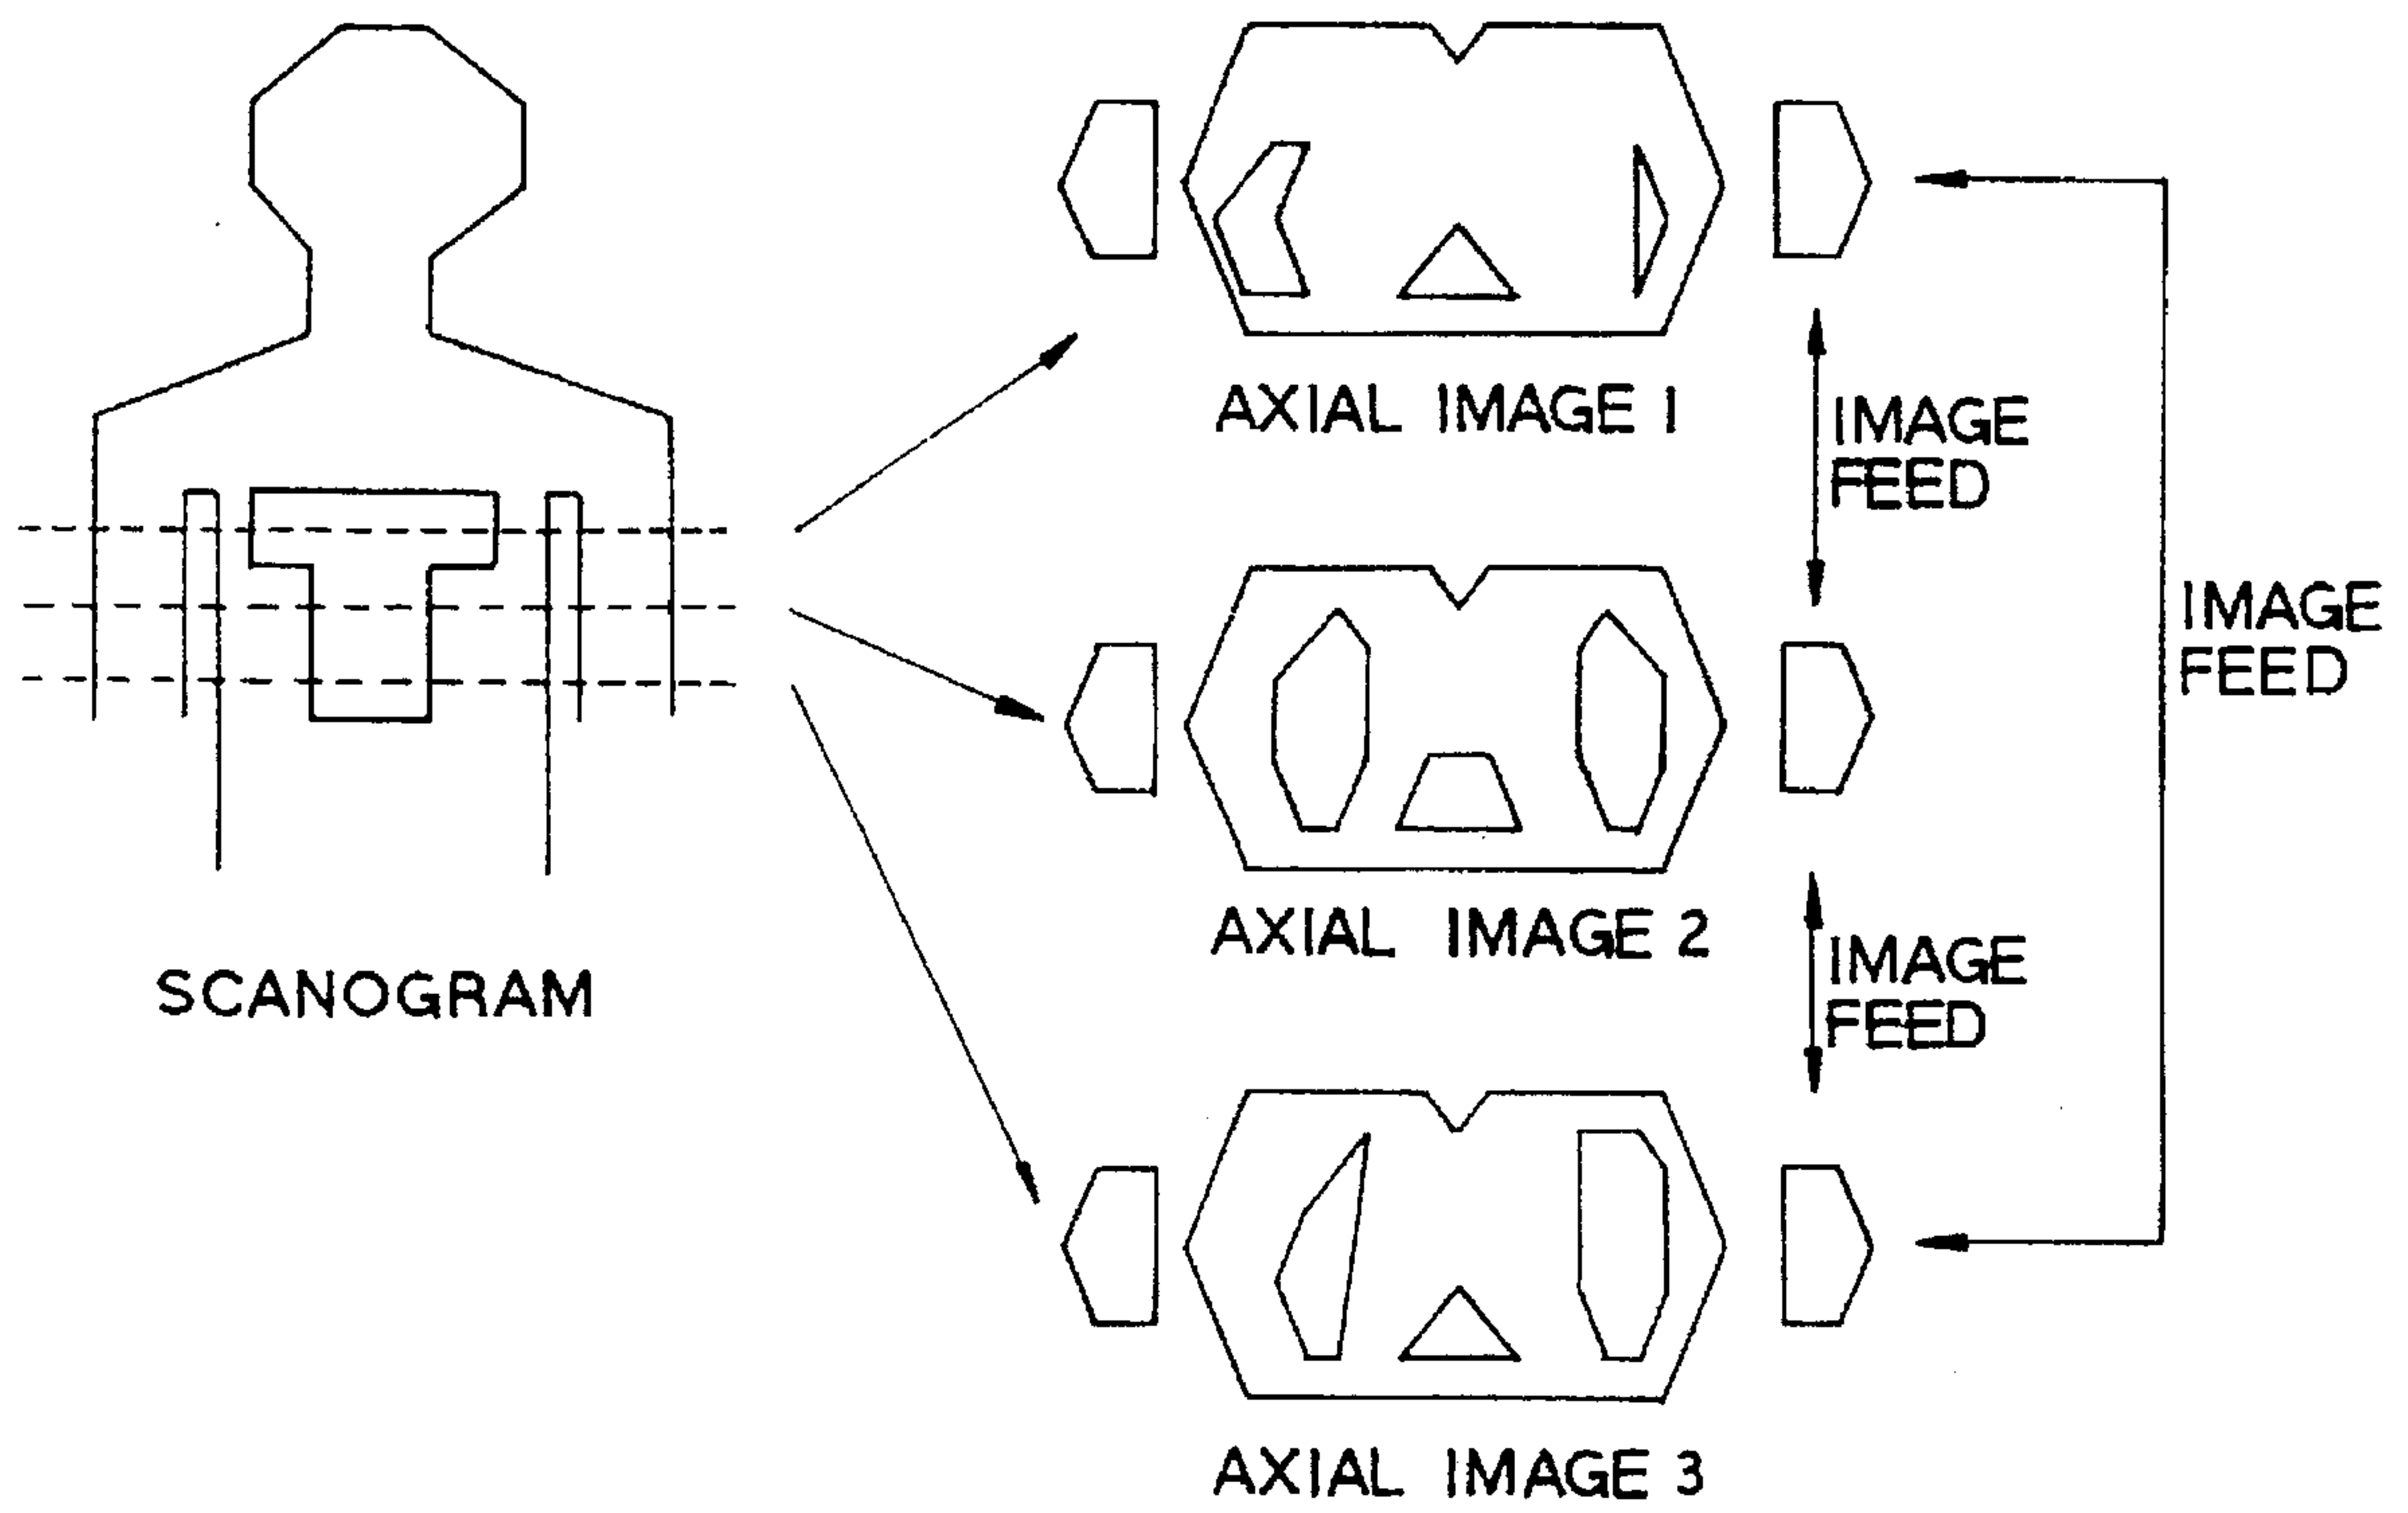 AXIAL IMAGE 1
IMAGE
FEED
IMAGE
FEED
AXIAL IMAGE 2
SCANOGRAM
IMAGE
FEED
AXIAL IMAGE 3